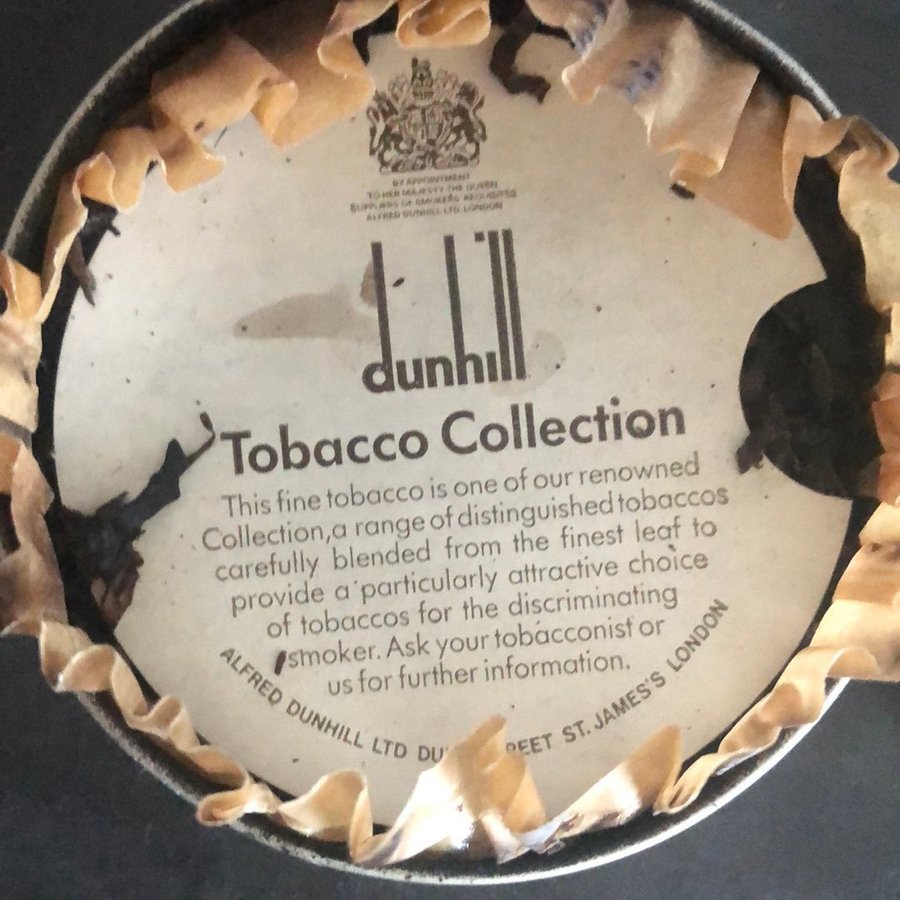 BY APPOINTMENT
TO HER MAJESTY THE QUEEN
SUPPLIERS OF SMOKERS REQUISITES
ALFRED DUNHILL LTD. LONDON
dunhill
Tobacco Collection
This fine tobacco is one of our renowned
Collection, a range of distinguished tobaccos
carefully blended from the finest leaf to
provide a particularly attractive choice
of tobaccos for the discriminating
smoker. Ask your tobacconist or
us for further information.
ALFRED DUNHILL LTD DU REET ST. JAMES'S LONDON